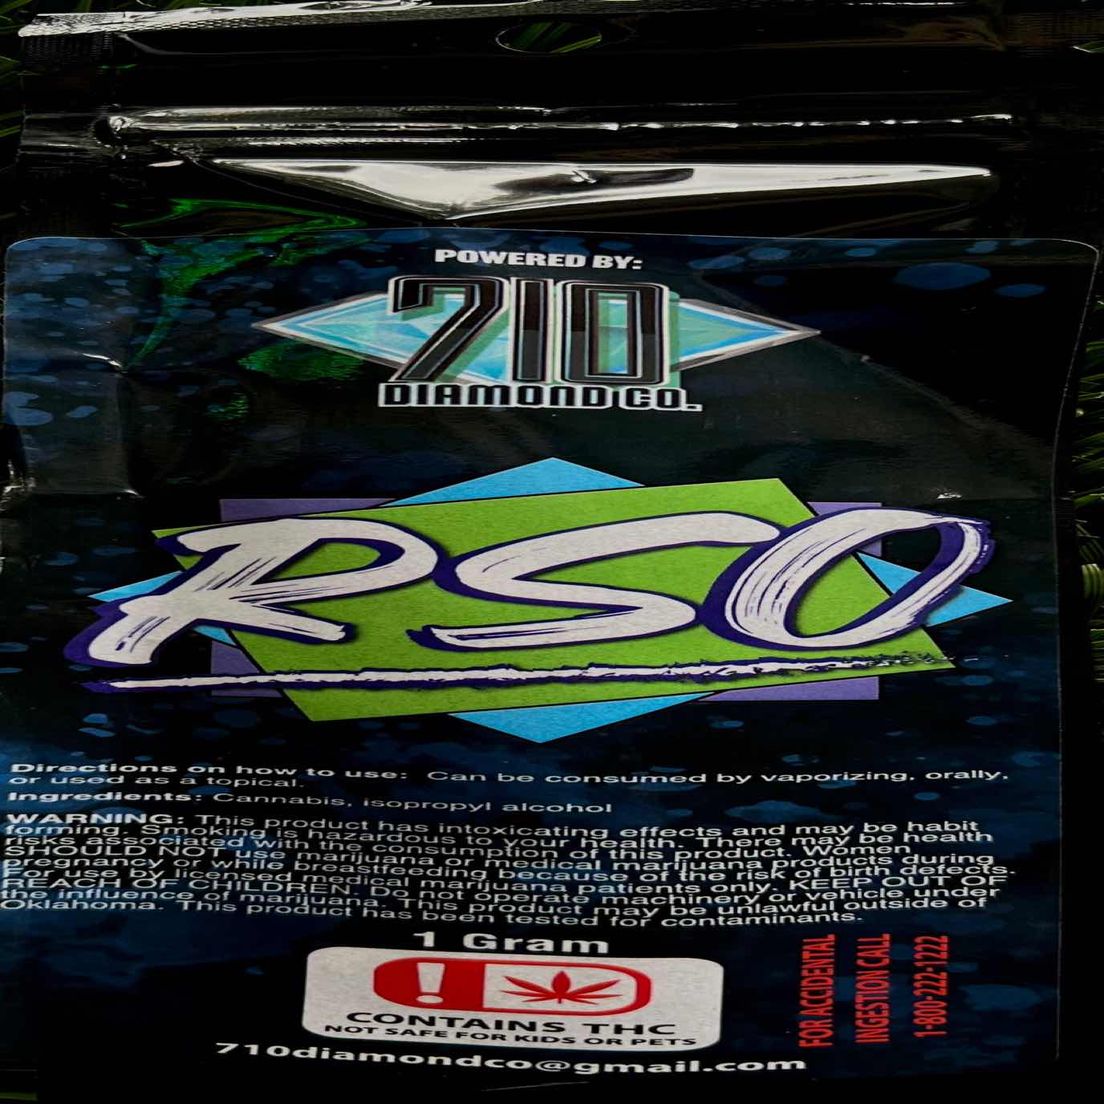 POWERED BY:
710
DIAMOND CO.
RSO
Directions on how to use: Can be consumed by vaporizing, orally,
or used as a topical.
Ingredients: Cannabis, isopropyl alcohol
WARNING: This product has intoxicating effects and may be habit
forming. Smoking is hazardous to your health. There may be health
risks associated with the consumption of this product. Women
SHOULD NOT use marijuana or medical marijuana products during
pregnancy or while breastfeeding because of the risk of birth defects.
For use by licensed medical marijuana patients only. KEEP OUT OF
REACH OF CHILDREN. Do not operate machinery or vehicle under
the influence of marijuana. This product may be unlawful outside of
Oklahoma. This product has been tested for contaminants.
1 Gram
CONTAINS THC
NOT SAFE FOR KIDS OR PETS
FOR ACCIDENTAL
INGESTION CALL
1-800-222-1222
710diamondco@gmail.com